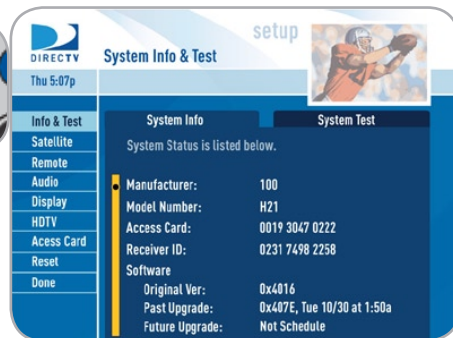 setup
DIRECTV
System Info & Test
Thu 5:07p
Info & Test
Satellite
Remote
Audio
Display
HDTV
Acess Card
Reset
Done
System Info
System Test
System Status is listed below.
Manufacturer: 100
Model Number: H21
Access Card: 0019 3047 0222
Receiver ID: 0231 7498 2258
Software
Original Ver: 0x4016
Past Upgrade: 0x407E, Tue 10/30 at 1:50a
Future Upgrade: Not Schedule